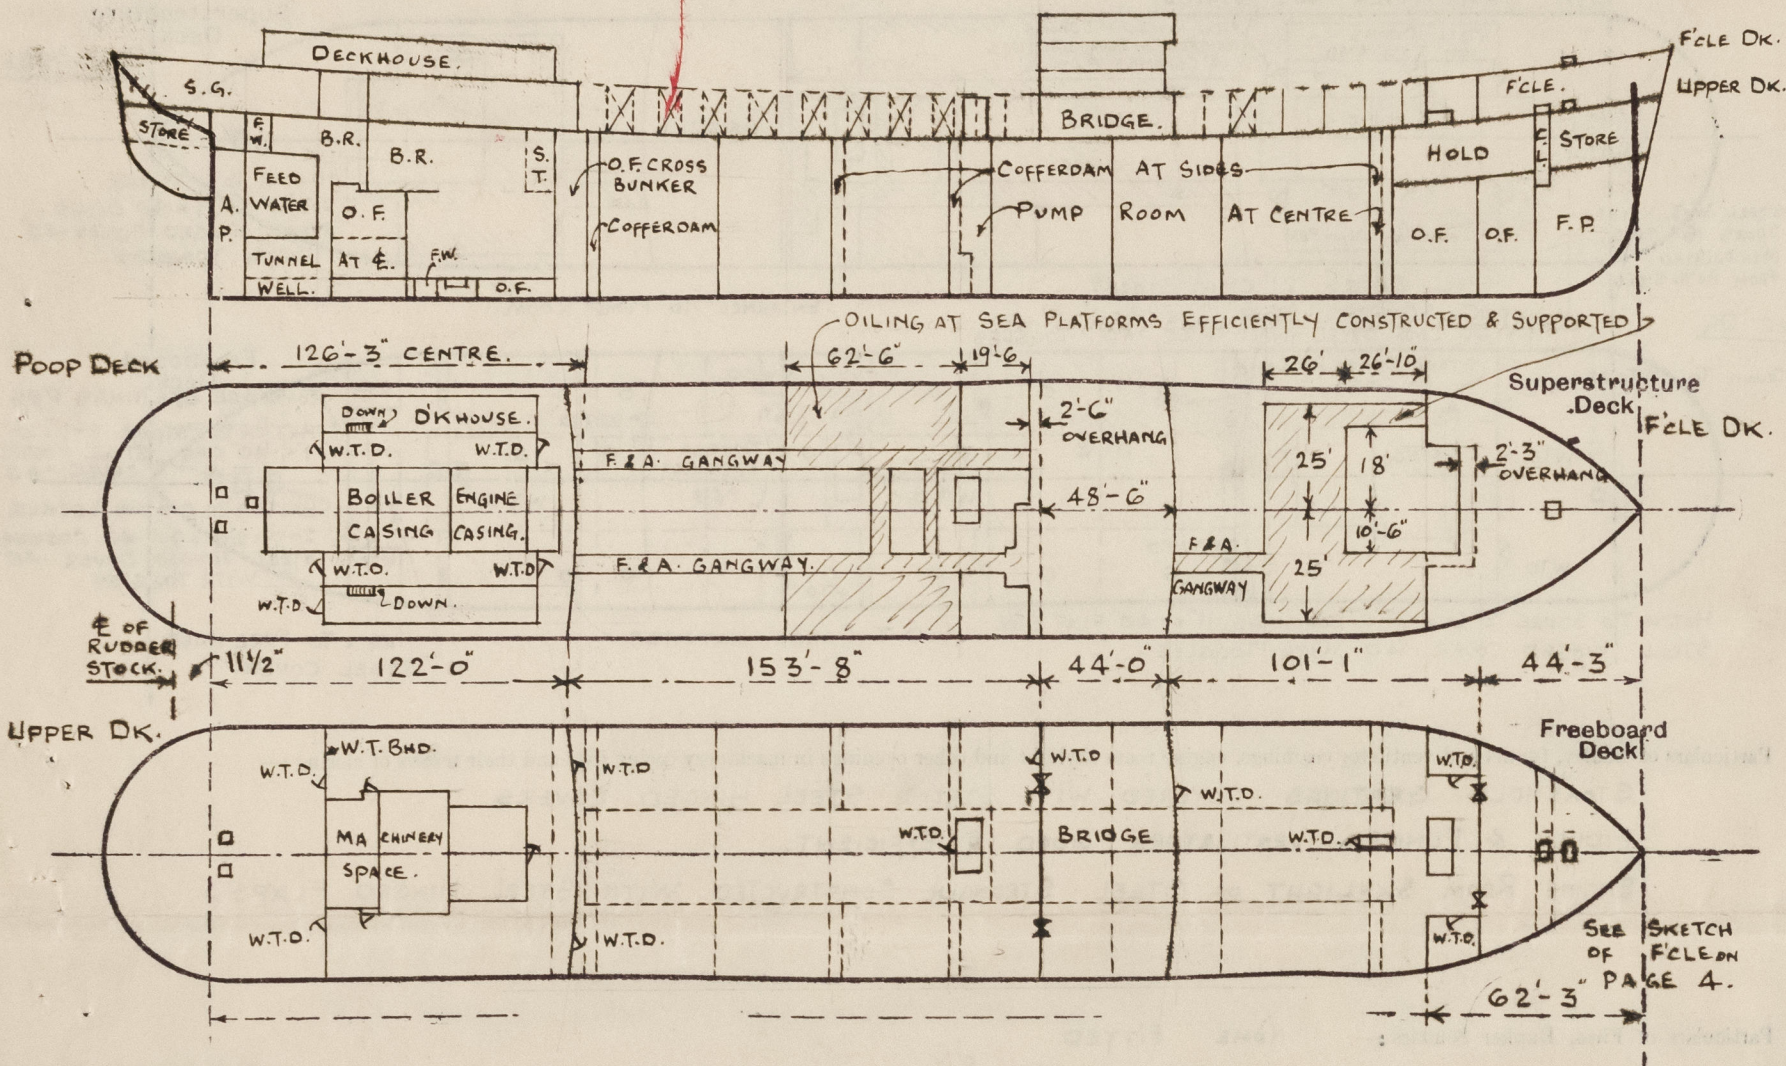 F'CLE DK.
DECKHOUSE.
S.G.
F'CLE.
UPPER DK.
BRIDGE.
STORE
F.
W.
B.R.
B.R.
S.
T.
O.F. CROSS
BUNKER
COFFERDAM AT SIDES
HOLD
C.L.
STORE
FEED
WATER
A.
P.
O.F.
COFFERDAM
PUMP ROOM AT CENTRE
O.F.
O.F.
F.P.
TUNNEL
AT ℄.
F.W.
WELL.
O.F.
OILING AT SEA PLATFORMS EFFICIENTLY CONSTRUCTED & SUPPORTED
POOP DECK
126'-3" CENTRE.
62'-6"
19'-6
26'
26'-10"
Superstructure
Deck
F'CLE DK.
DOWN
D'KHOUSE.
2'-6"
OVERHANG
W.T.D.
W.T.D.
F. & A. GANGWAY
25'
18'
2'-3"
OVERHANG
BOILER
CASING
ENGINE
CASING.
48'-6"
10'-6"
F. & A.
GANGWAY
W.T.D.
W.T.D
F. & A. GANGWAY.
25'
W.T.D
DOWN.
℄ OF
RUDDER
STOCK.
11 1/2"
122'-0"
153'-8"
44'-0"
101'-1"
44'-3"
UPPER DK.
Freeboard
Deck
W.T. BHD.
W.T.D.
W.T.D
W.T.D
W.T.D.
W.T.D.
MACHINERY
SPACE.
W.T.D.
BRIDGE
W.T.D.
W.T.D.
W.T.D.
W.T.D.
SEE SKETCH
OF F'CLE ON
PAGE 4.
62'-3"